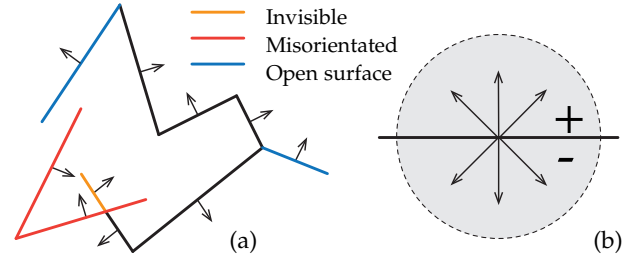 Invisible
Misorientated
Open surface
+
-
(a)
(b)